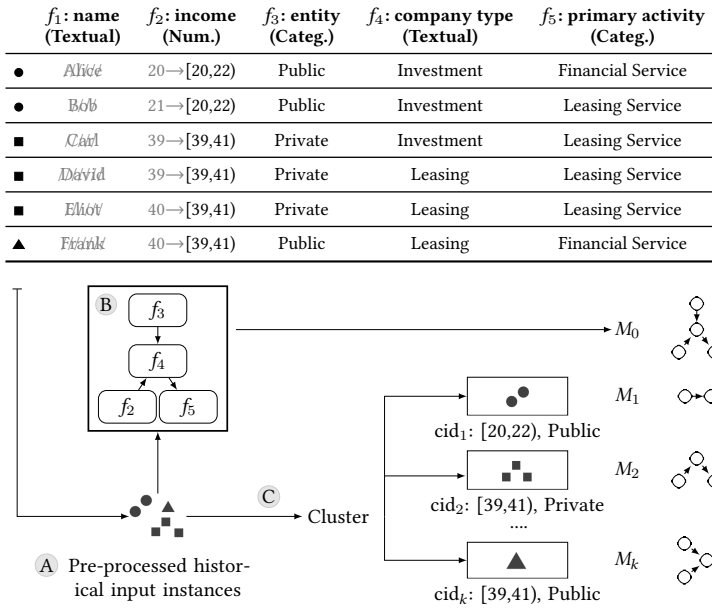 f₁: name f₂: income f₃: entity f₄: company type f₅: primary activity
(Textual) (Num.) (Categ.) (Textual) (Categ.)
Alice 20→[20,22) Public Investment Financial Service
Bob 21→[20,22) Public Investment Leasing Service
Carl 39→[39,41) Private Investment Leasing Service
David 39→[39,41) Private Leasing Leasing Service
Eliot 40→[39,41) Private Leasing Leasing Service
Frank 40→[39,41) Public Leasing Financial Service
B
f₃
f₄
f₂ f₅
M₀
M₁
cid₁: [20,22), Public
M₂
cid₂: [39,41), Private
....
C
Cluster
Mₖ
cidₖ: [39,41), Public
A Pre-processed histor-
ical input instances